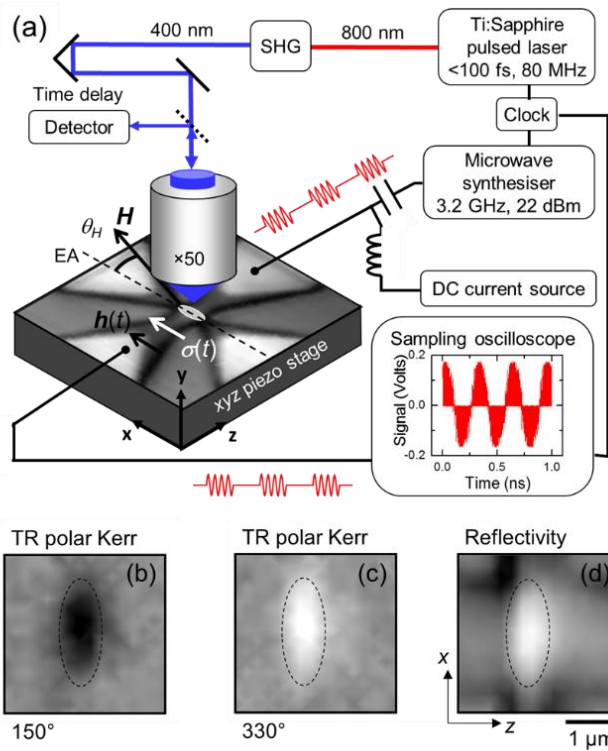 (a)
400 nm
SHG
800 nm
Ti:Sapphire
pulsed laser
<100 fs, 80 MHz
Time delay
Detector
Clock
Microwave
synthesiser
3.2 GHz, 22 dBm
H
θH
EA
×50
DC current source
h(t)
σ(t)
xyz piezo stage
y
x
z
Sampling oscilloscope
Signal (Volts)
0.2
0.0
-0.2
0.0
0.5
1.0
Time (ns)
TR polar Kerr
(b)
150°
TR polar Kerr
(c)
330°
Reflectivity
(d)
x
z
1 µm